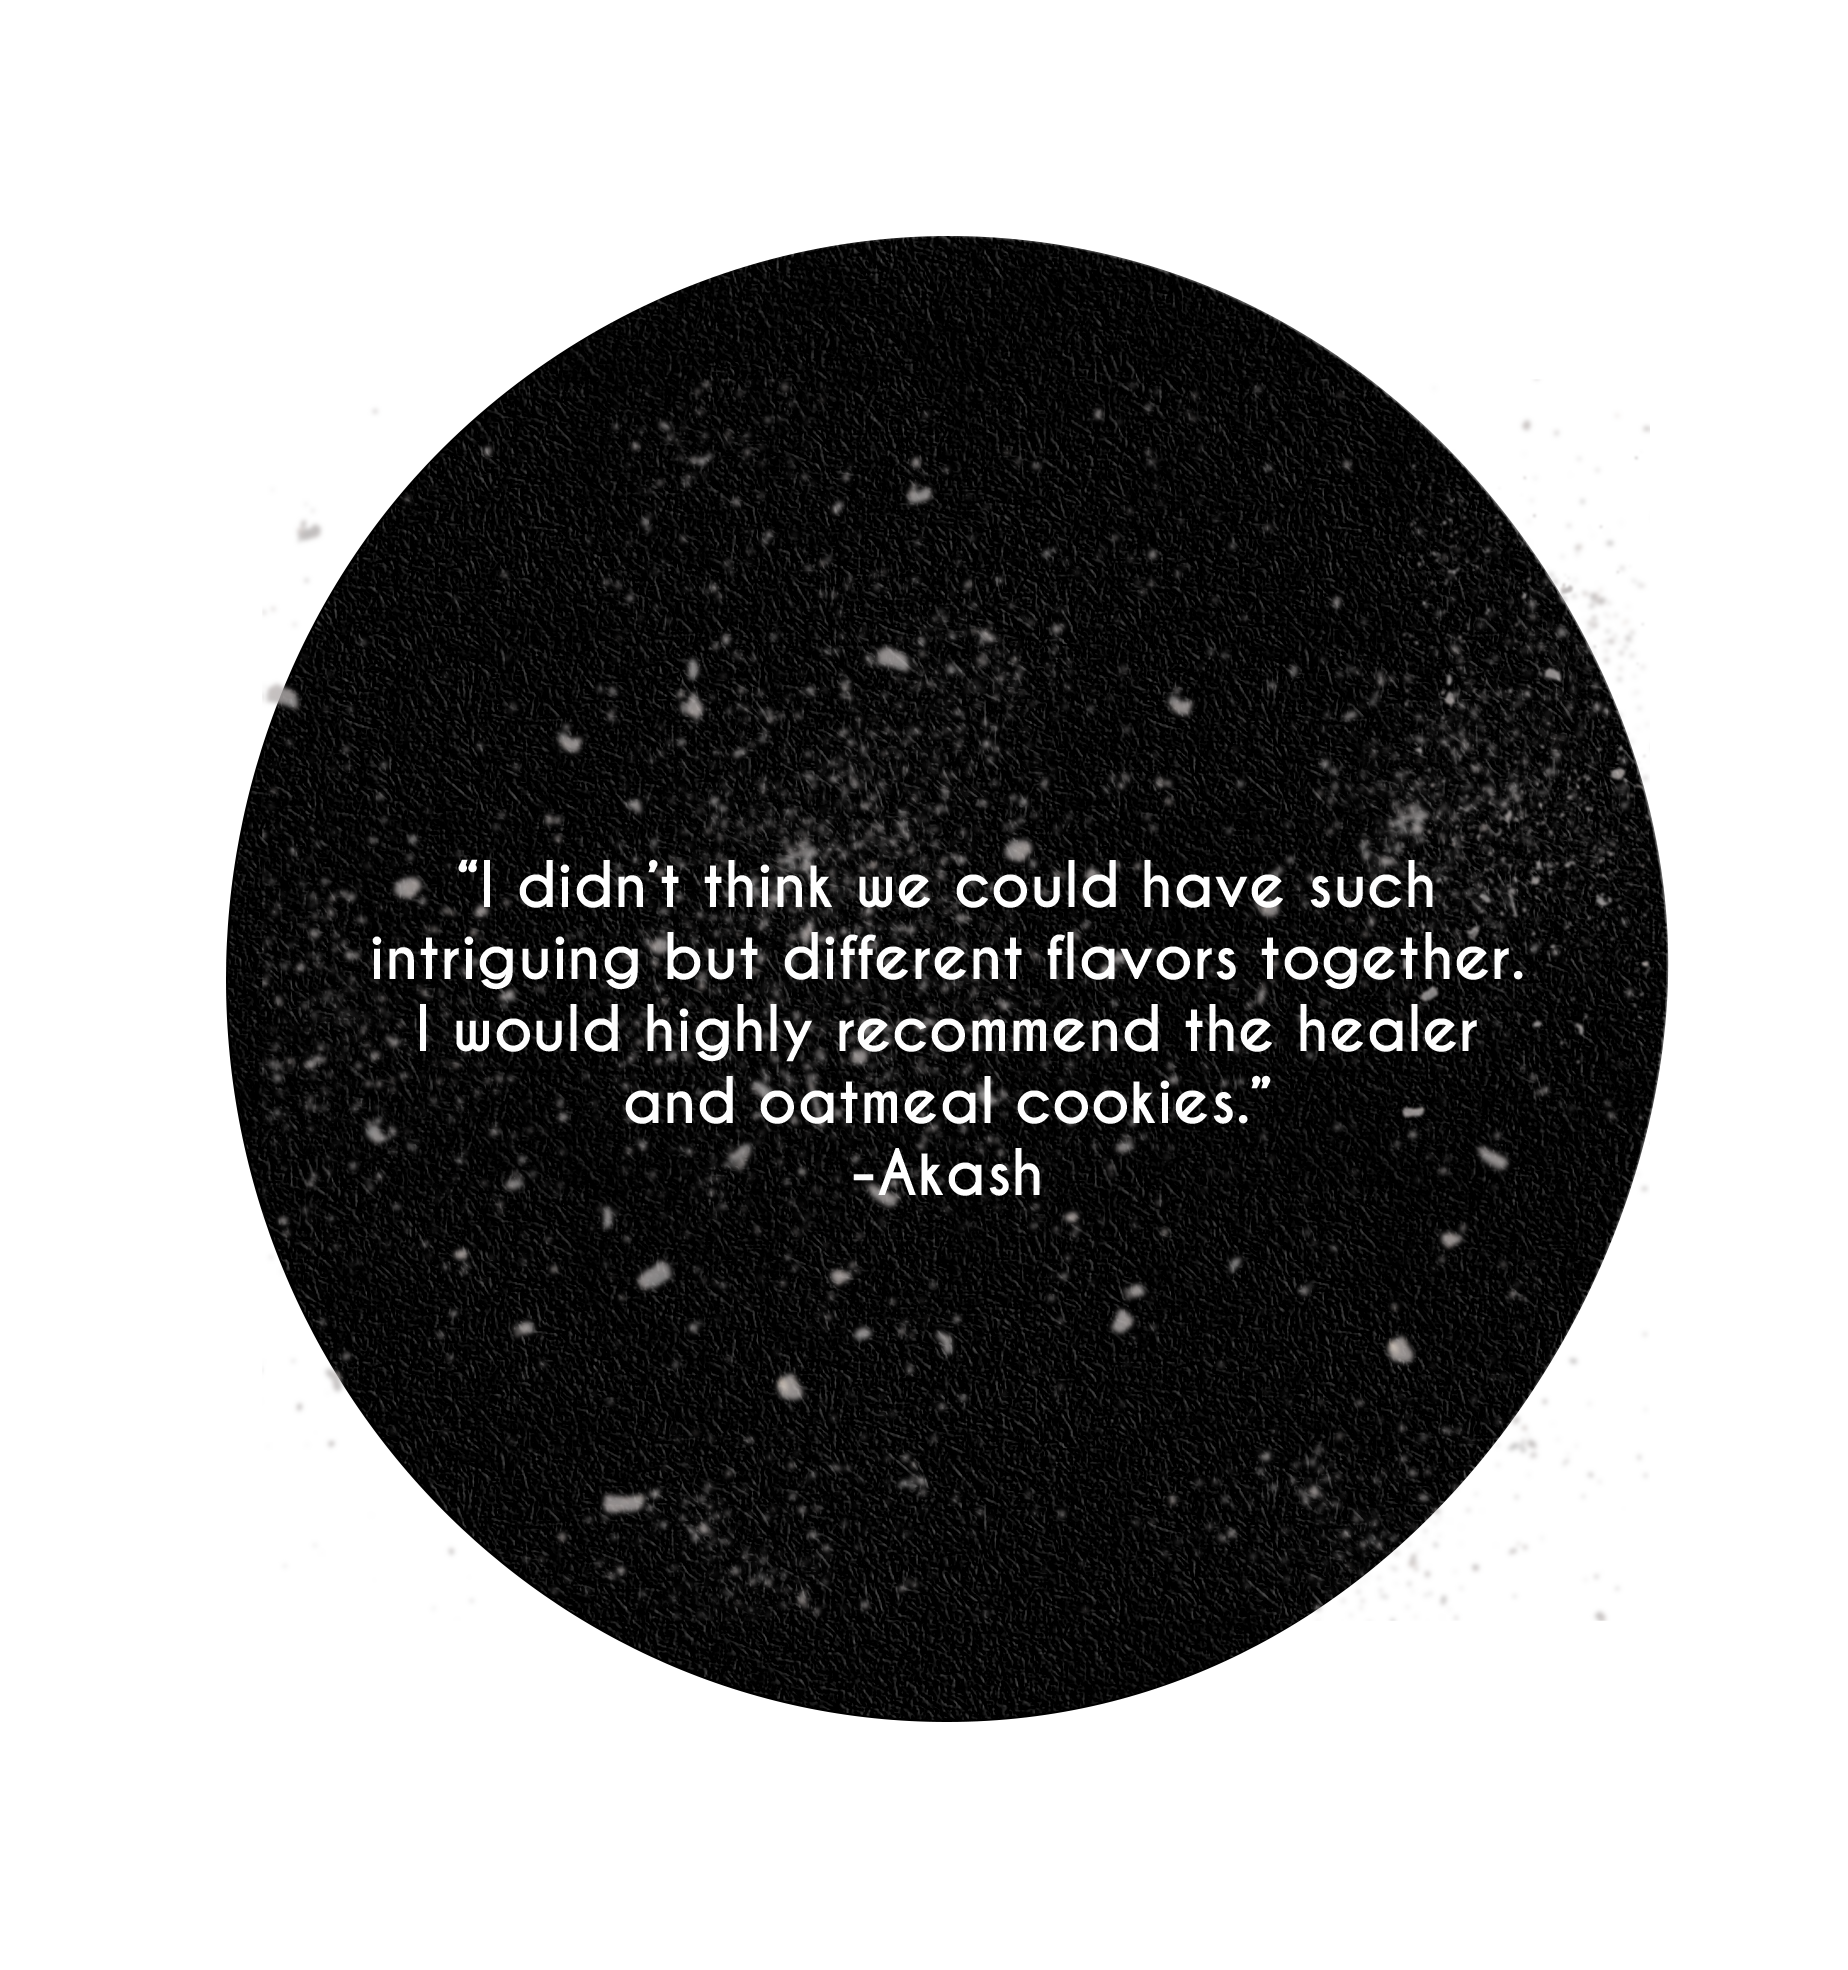 “I didn’t think we could have such
intriguing but different flavors together.
I would highly recommend the healer
and oatmeal cookies.”
-Akash